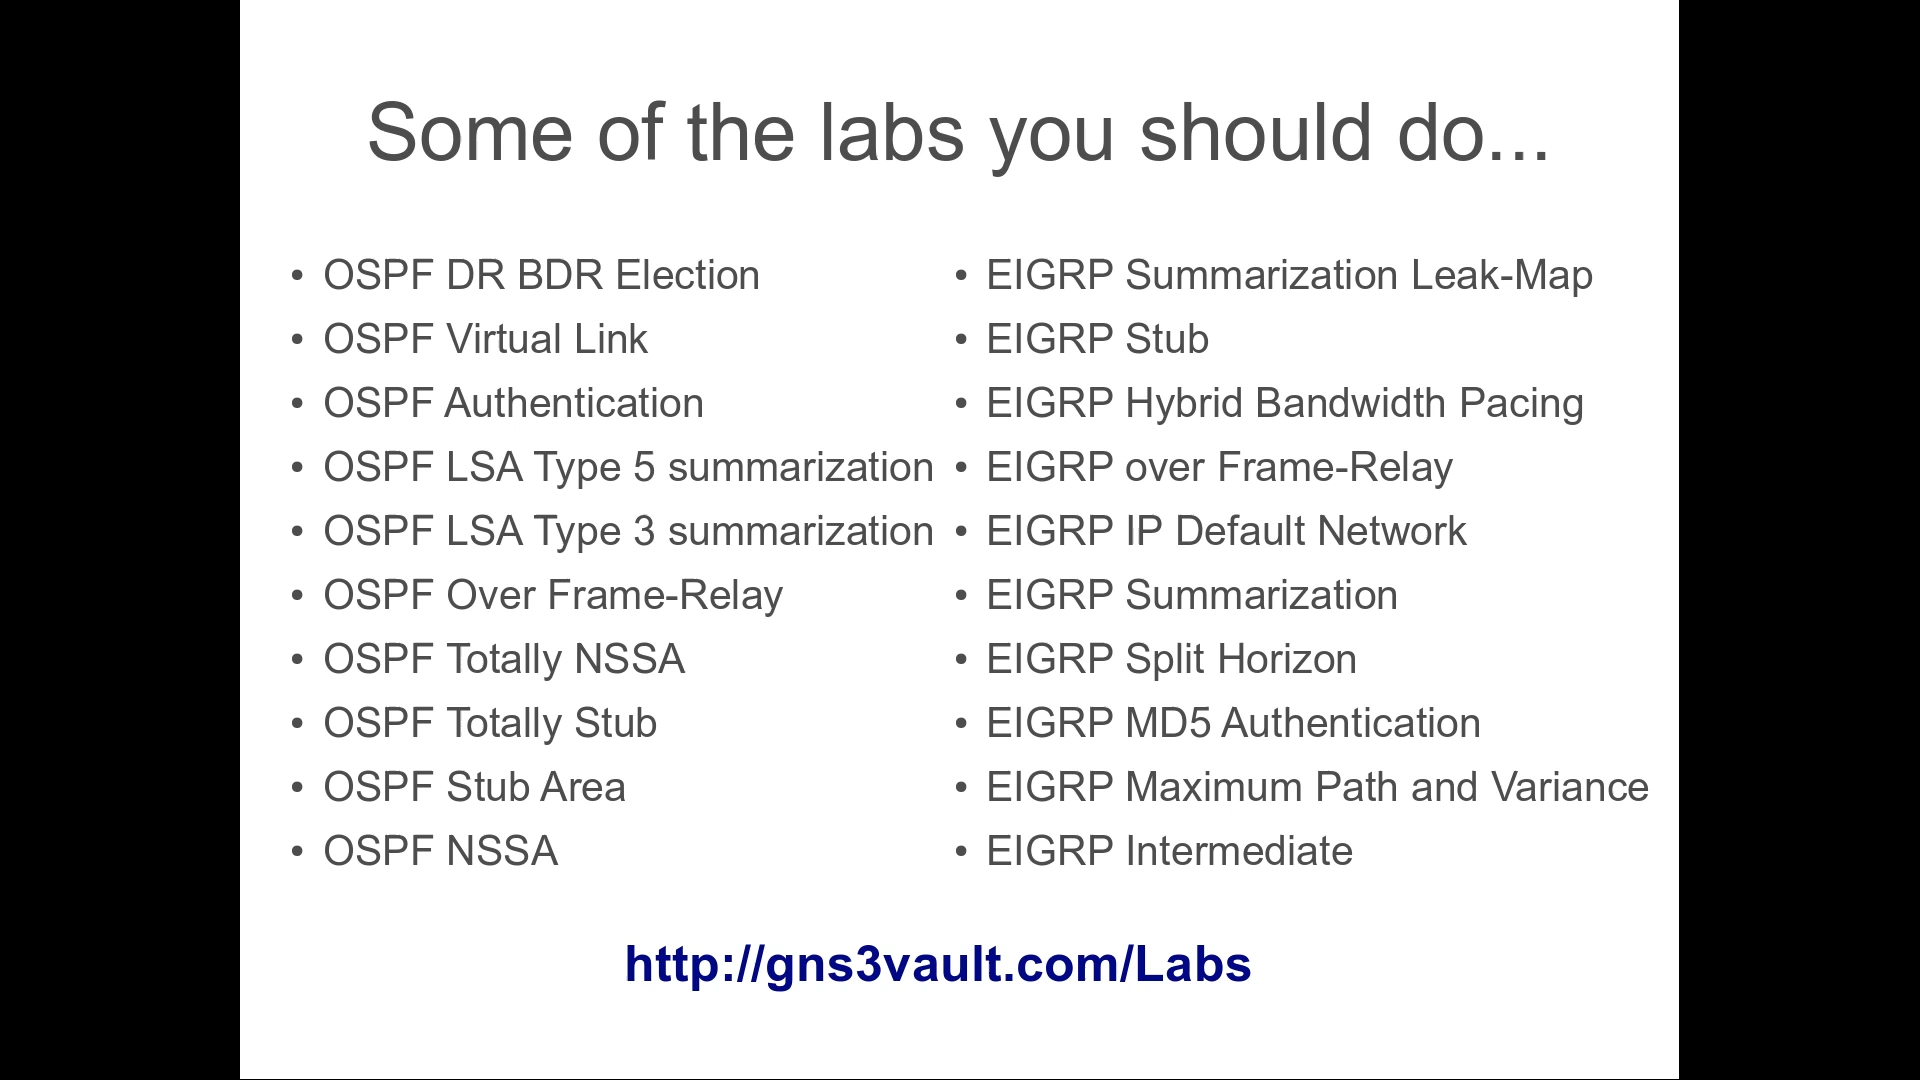 Some of the labs you should do...
• OSPF DR BDR Election
• OSPF Virtual Link
• OSPF Authentication
• OSPF LSA Type 5 summarization
• OSPF LSA Type 3 summarization
• OSPF Over Frame-Relay
• OSPF Totally NSSA
• OSPF Totally Stub
• OSPF Stub Area
• OSPF NSSA
• EIGRP Summarization Leak-Map
• EIGRP Stub
• EIGRP Hybrid Bandwidth Pacing
• EIGRP over Frame-Relay
• EIGRP IP Default Network
• EIGRP Summarization
• EIGRP Split Horizon
• EIGRP MD5 Authentication
• EIGRP Maximum Path and Variance
• EIGRP Intermediate
http://gns3vault.com/Labs